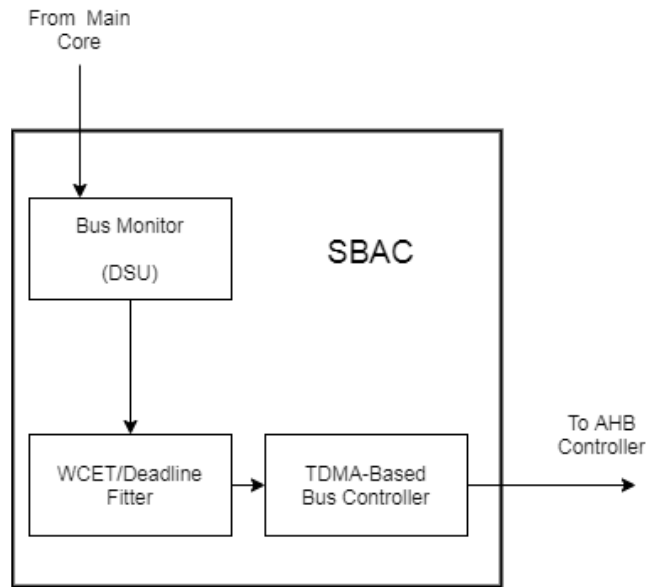 From Main
Core
Bus Monitor
(DSU)
SBAC
WCET/Deadline
Fitter
TDMA-Based
Bus Controller
To AHB
Controller